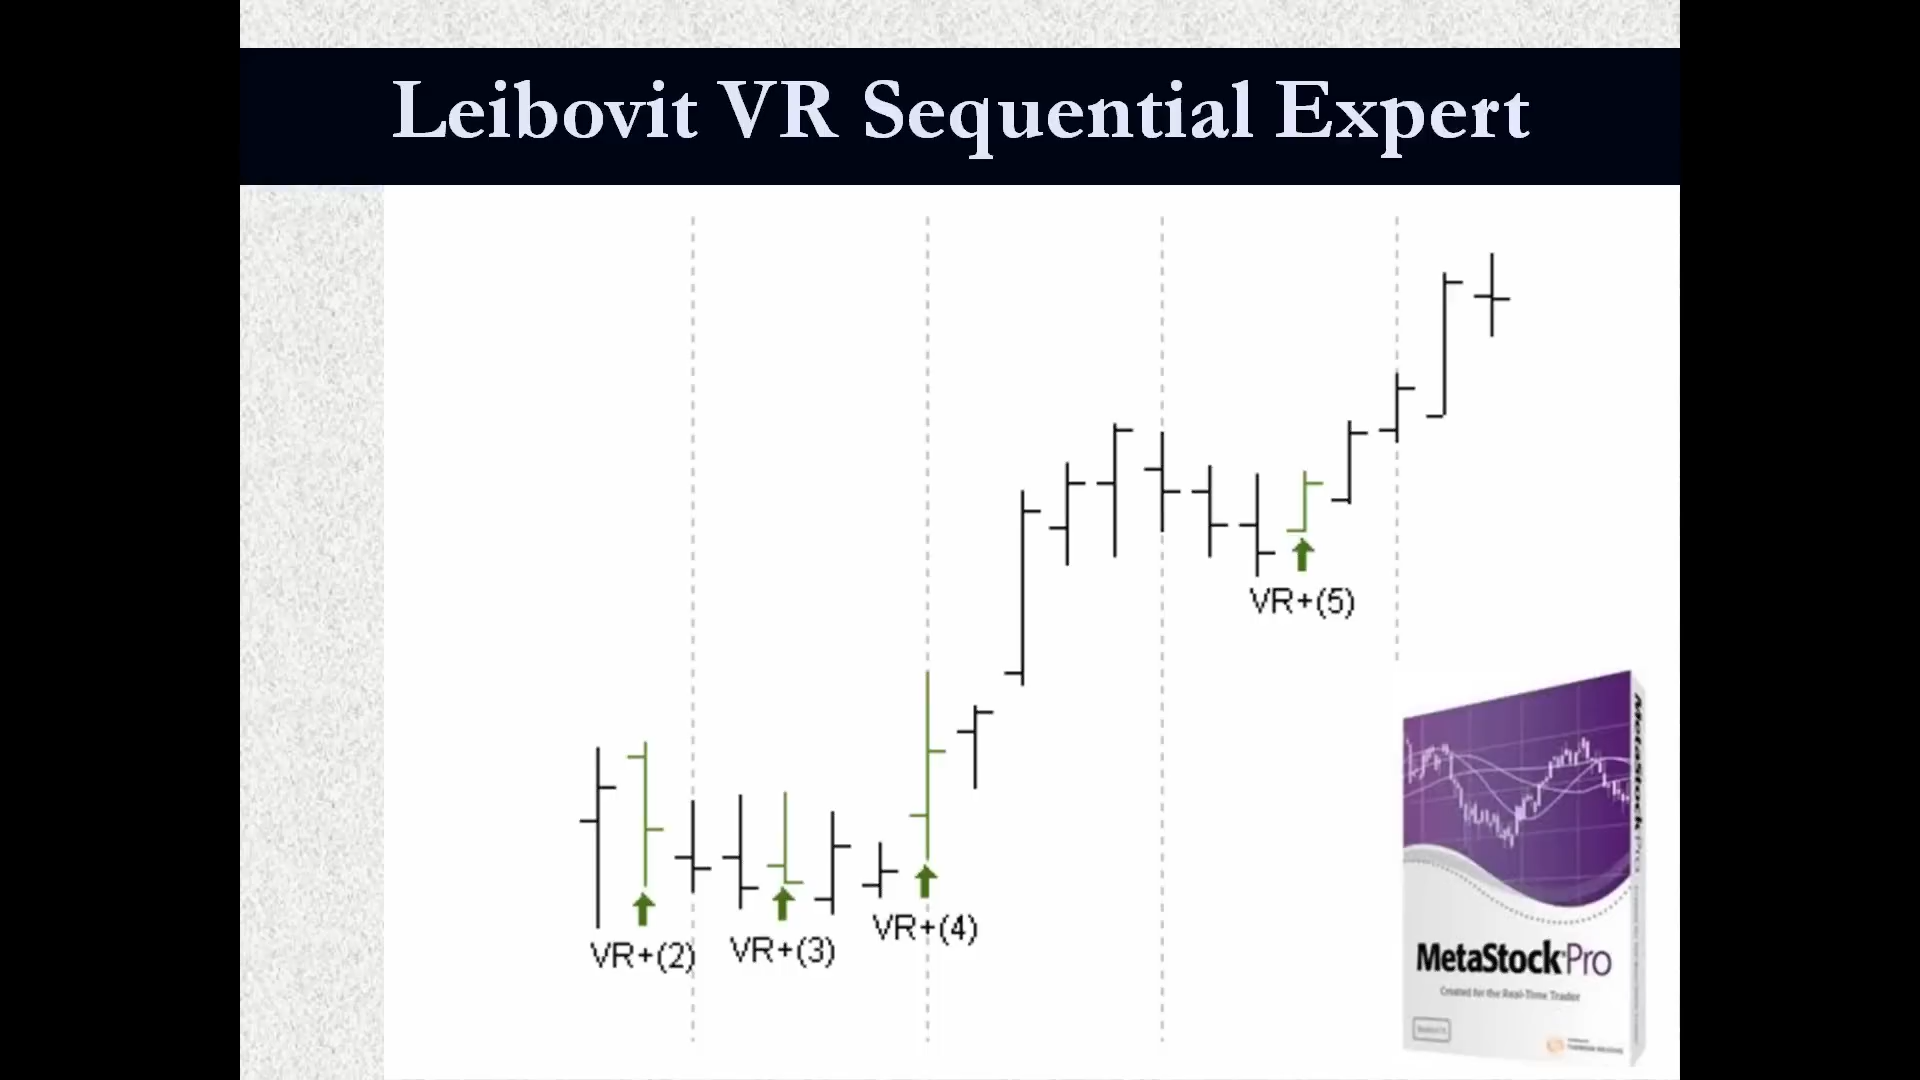 Leibovit VR Sequential Expert
VR+(5)
VR+(4)
VR+(3)
VR+(2)
MetaStock
MetaStock Pro
Created for the Real-Time Trader